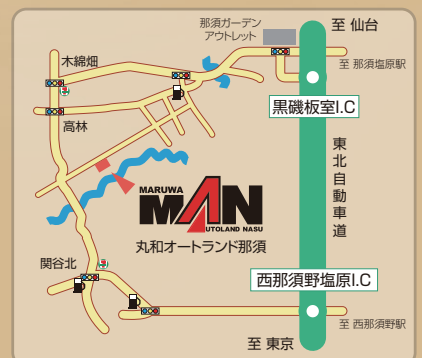 那須ガーデン
アウトレット
至 仙台
至 那須塩原駅
木綿畑
黒磯板室I.C
高林
東北自動車道
MARUWA
MAN
AUTOLAND NASU
丸和オートランド那須
関谷北
西那須野塩原I.C
至 西那須野駅
至 東京